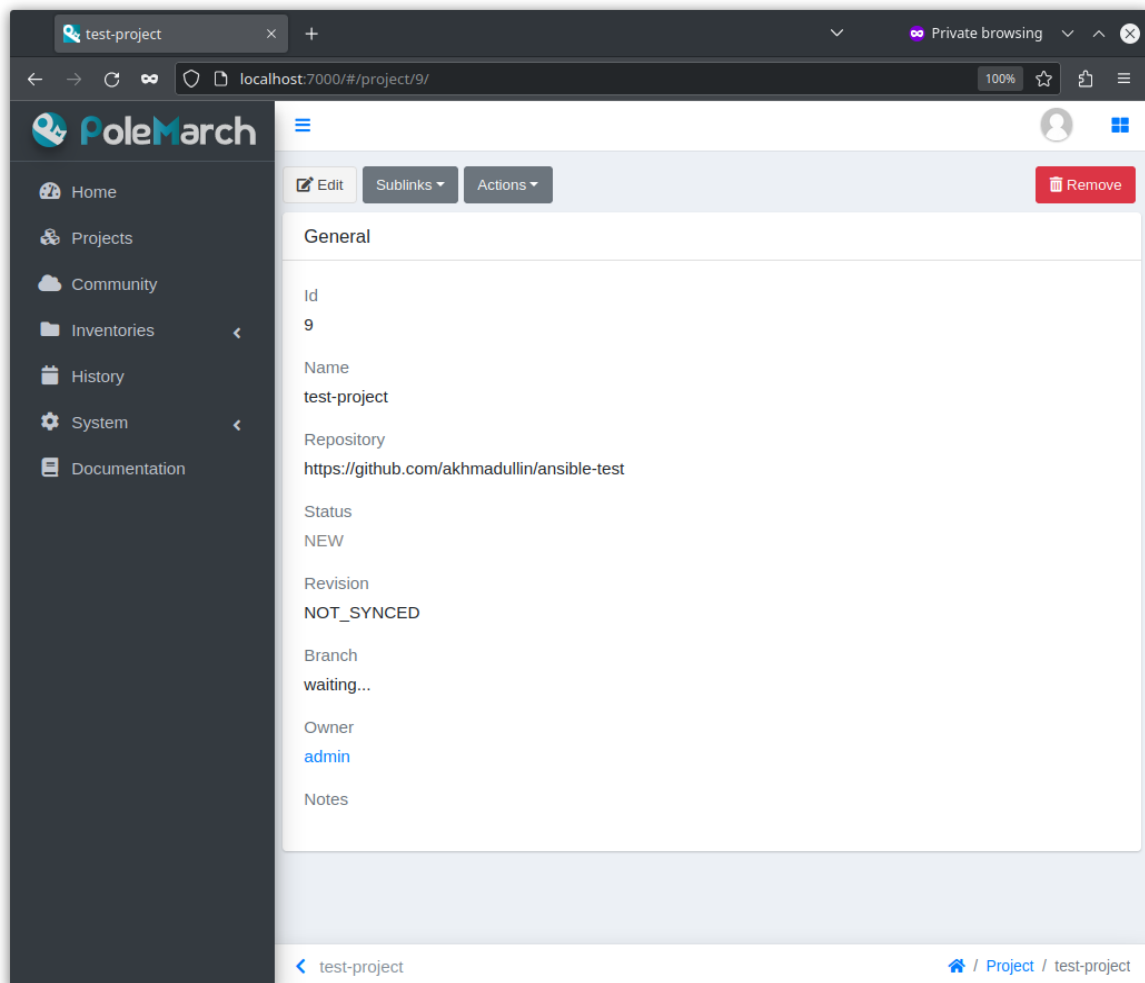 test-project
Private browsing
localhost:7000/#/project/9/
100%
PoleMarch
Home
Projects
Community
Inventories
History
System
Documentation
Edit
Sublinks
Actions
Remove
General
Id
9
Name
test-project
Repository
https://github.com/akhmadullin/ansible-test
Status
NEW
Revision
NOT_SYNCED
Branch
waiting...
Owner
admin
Notes
test-project
/ Project / test-project